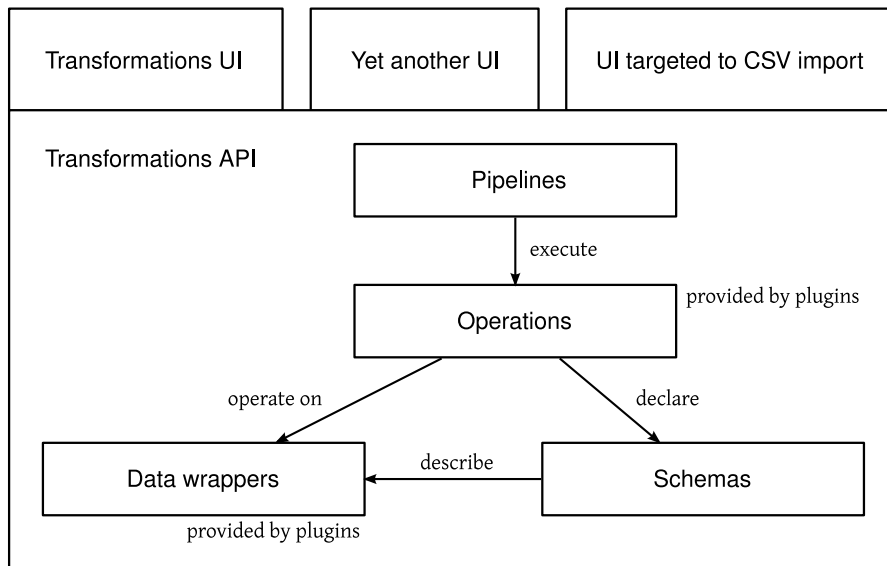 Transformations UI
Yet another UI
UI targeted to CSV import
Transformations API
Pipelines
execute
provided by plugins
Operations
operate on
declare
describe
Data wrappers
Schemas
provided by plugins